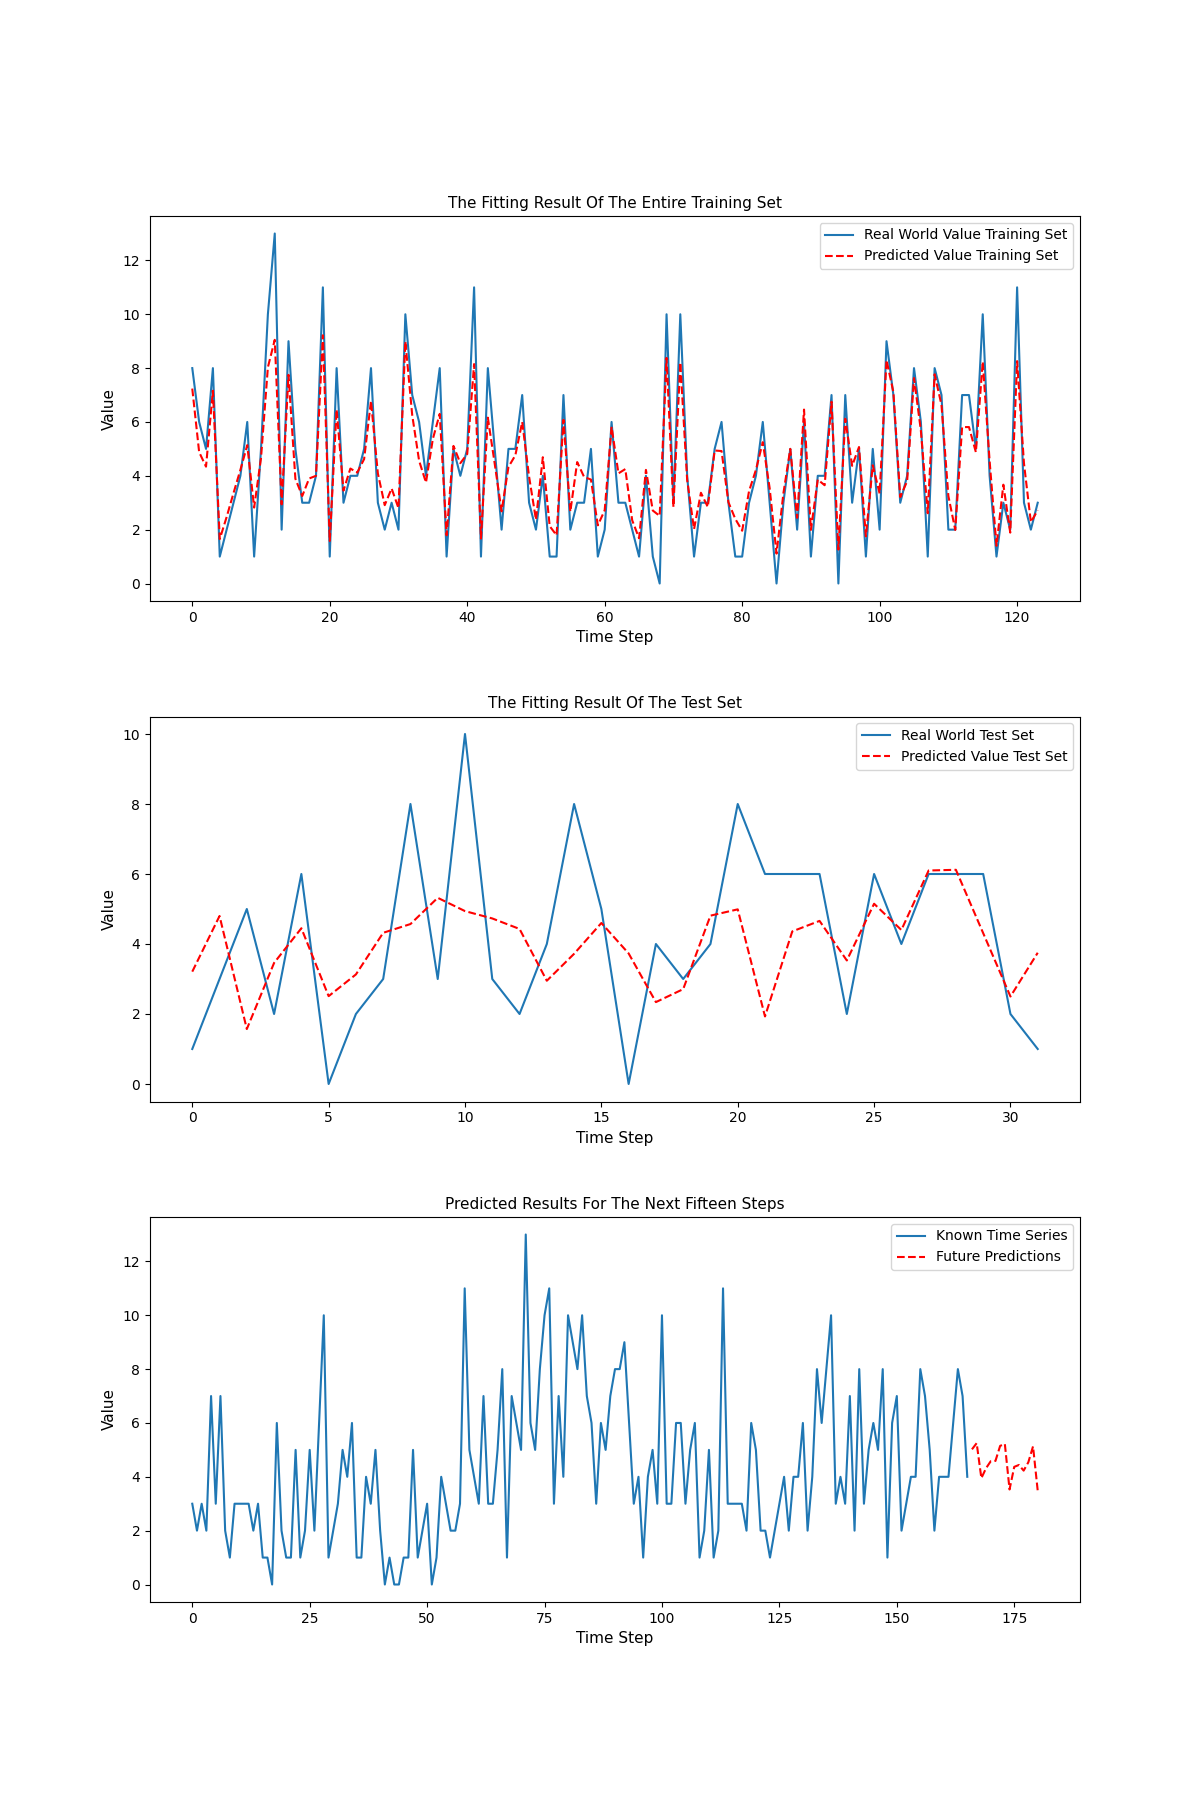 The Fitting Result Of The Entire Training Set
Real World Value Training Set
Predicted Value Training Set
Value
12
10
8
6
4
2
0
0 20 40 60 80 100 120
Time Step
The Fitting Result Of The Test Set
Real World Test Set
Predicted Value Test Set
Value
10
8
6
4
2
0
0 5 10 15 20 25 30
Time Step
Predicted Results For The Next Fifteen Steps
Known Time Series
Future Predictions
Value
12
10
8
6
4
2
0
0 25 50 75 100 125 150 175
Time Step